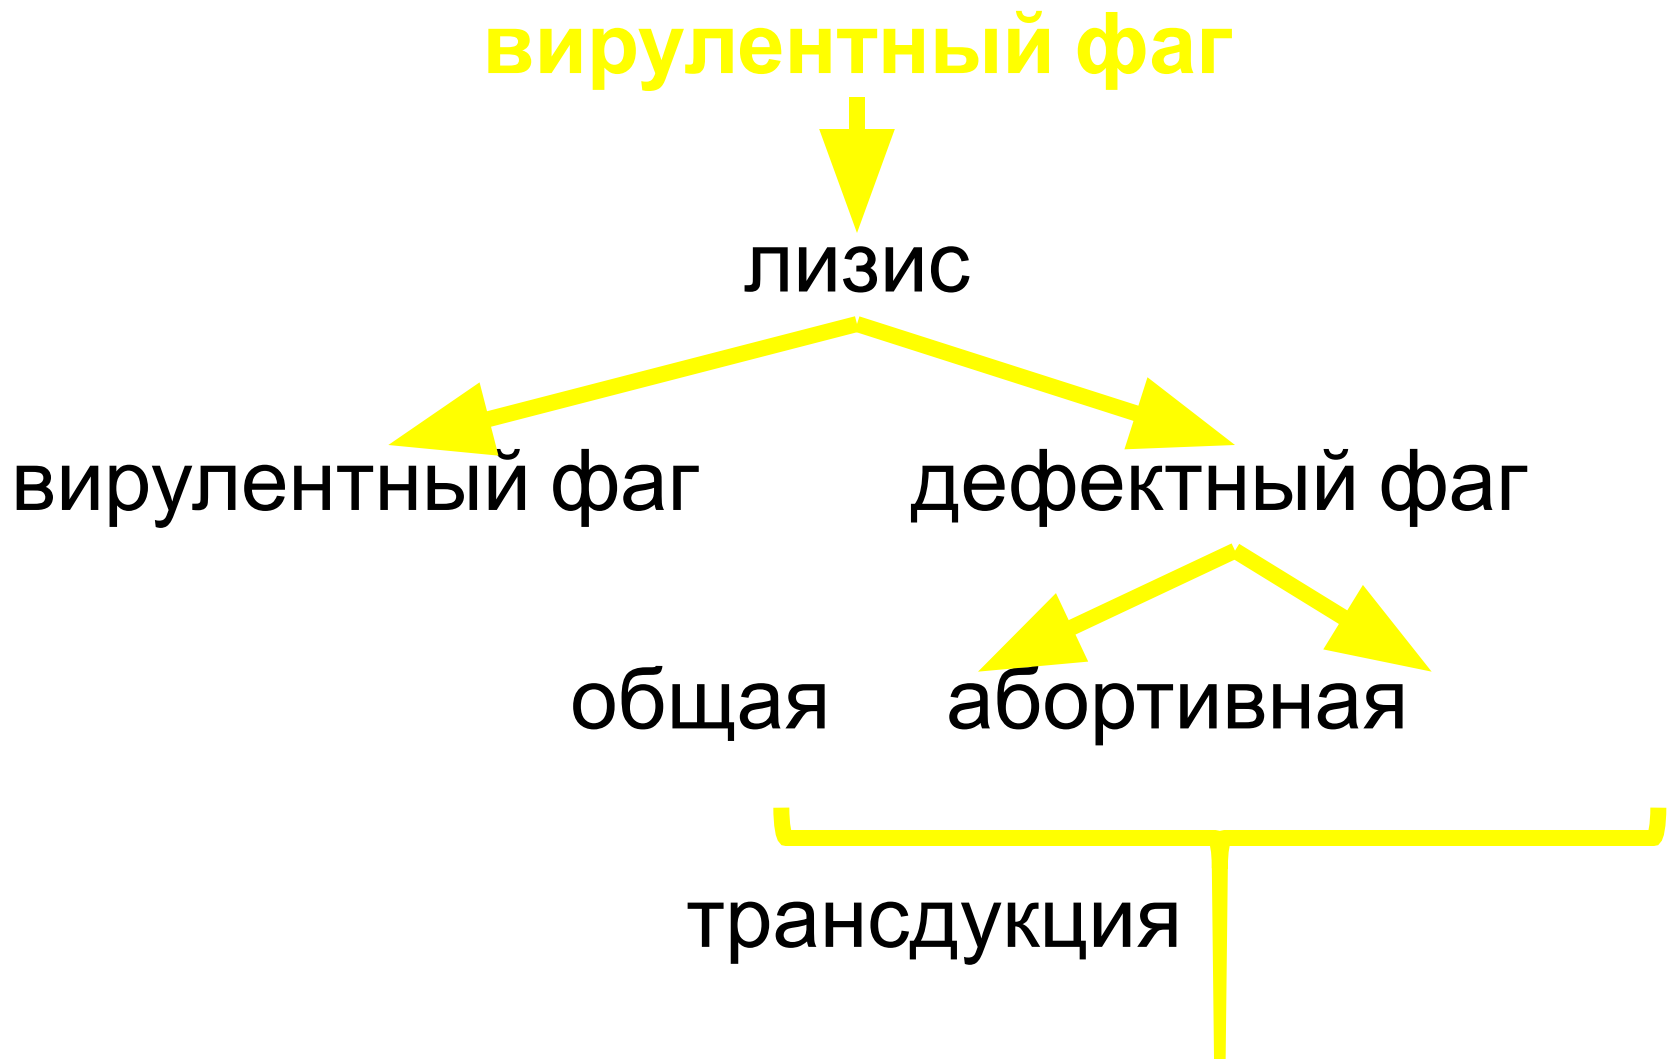 вирулентный фаг
лизис
вирулентный фаг дефектный фаг
общая абортивная
трансдукция